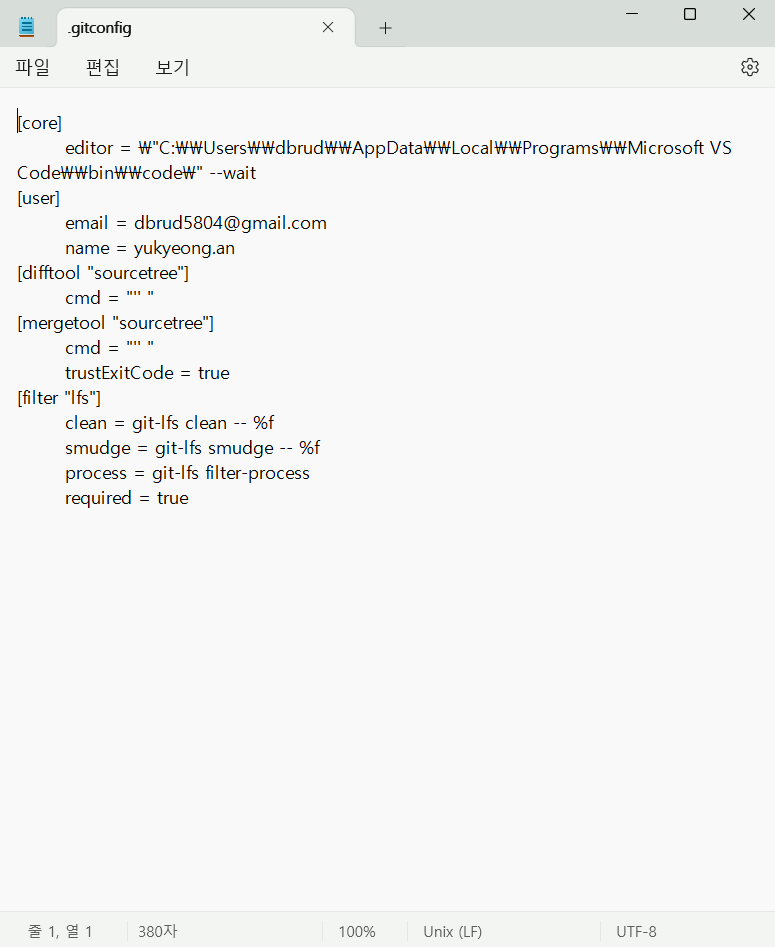 .gitconfig
파일 편집 보기
[core]
editor = ₩"C:₩₩Users₩₩dbrud₩₩AppData₩₩Local₩₩Programs₩₩Microsoft VS
Code₩₩bin₩₩code₩" --wait
[user]
email = dbrud5804@gmail.com
name = yukyeong.an
[difftool "sourcetree"]
cmd = "'' "
[mergetool "sourcetree"]
cmd = "'' "
trustExitCode = true
[filter "lfs"]
clean = git-lfs clean -- %f
smudge = git-lfs smudge -- %f
process = git-lfs filter-process
required = true
줄 1, 열 1 380자 100% Unix (LF) UTF-8